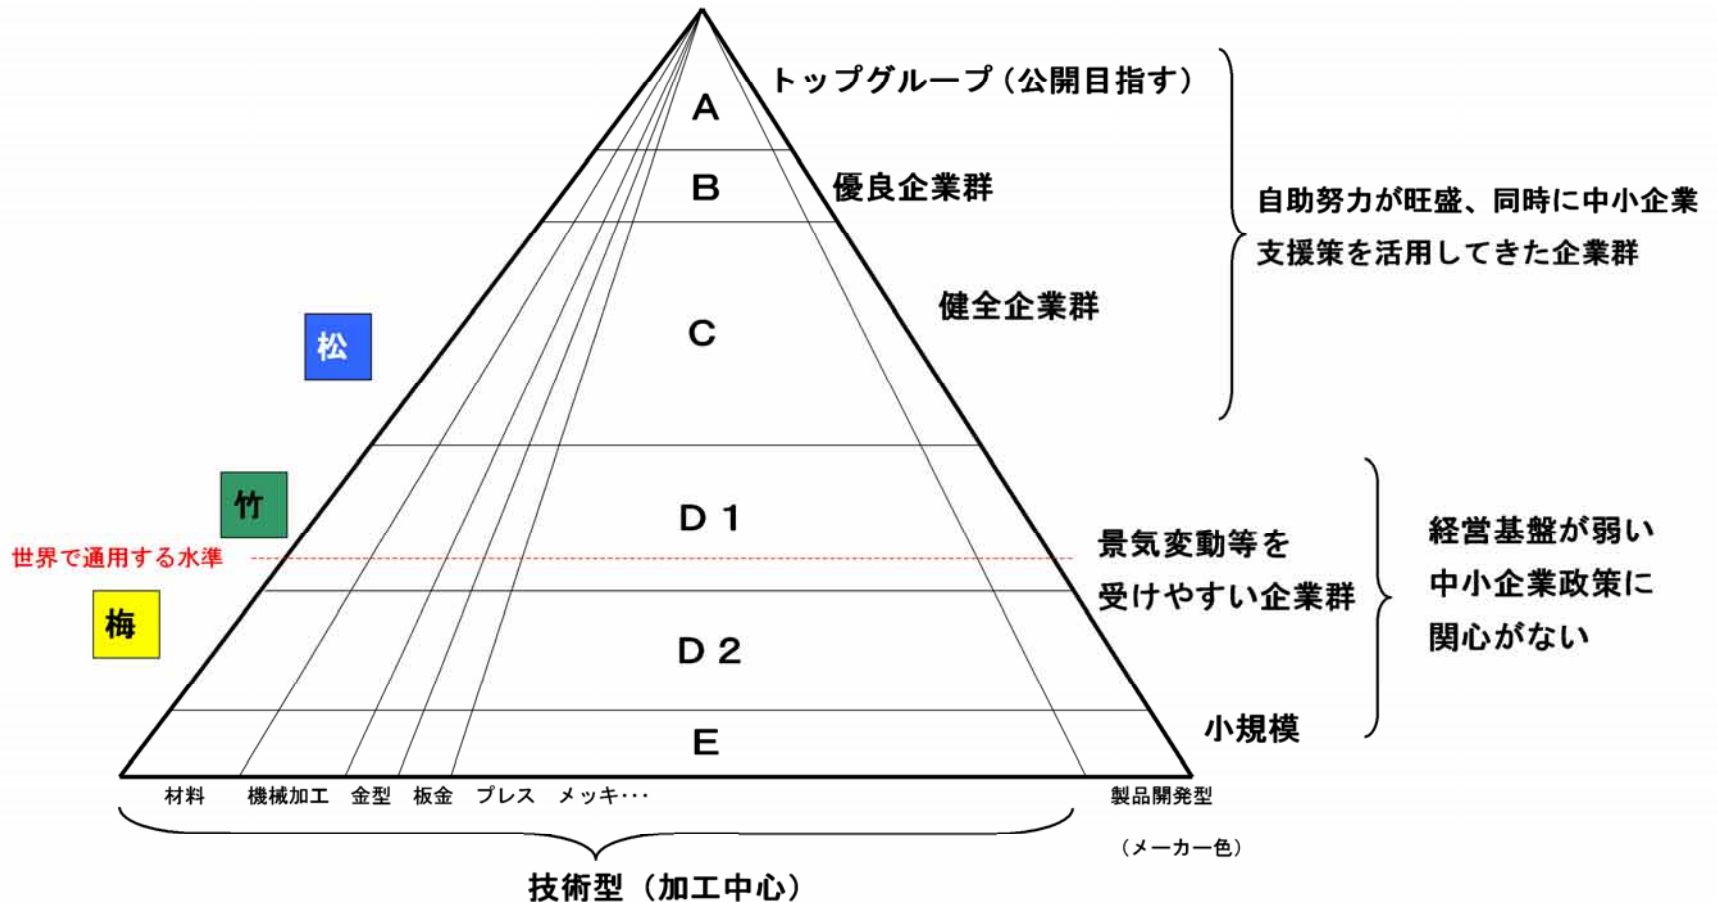 トップグループ（公開目指す）
A
B
優良企業群
自助努力が旺盛、同時に中小企業
支援策を活用してきた企業群
健全企業群
C
松
竹
D1
世界で通用する水準
景気変動等を
受けやすい企業群
経営基盤が弱い
中小企業政策に
関心がない
梅
D2
小規模
E
材料 機械加工 金型 板金 プレス メッキ･･･ 製品開発型
（メーカー色）
技術型（加工中心）